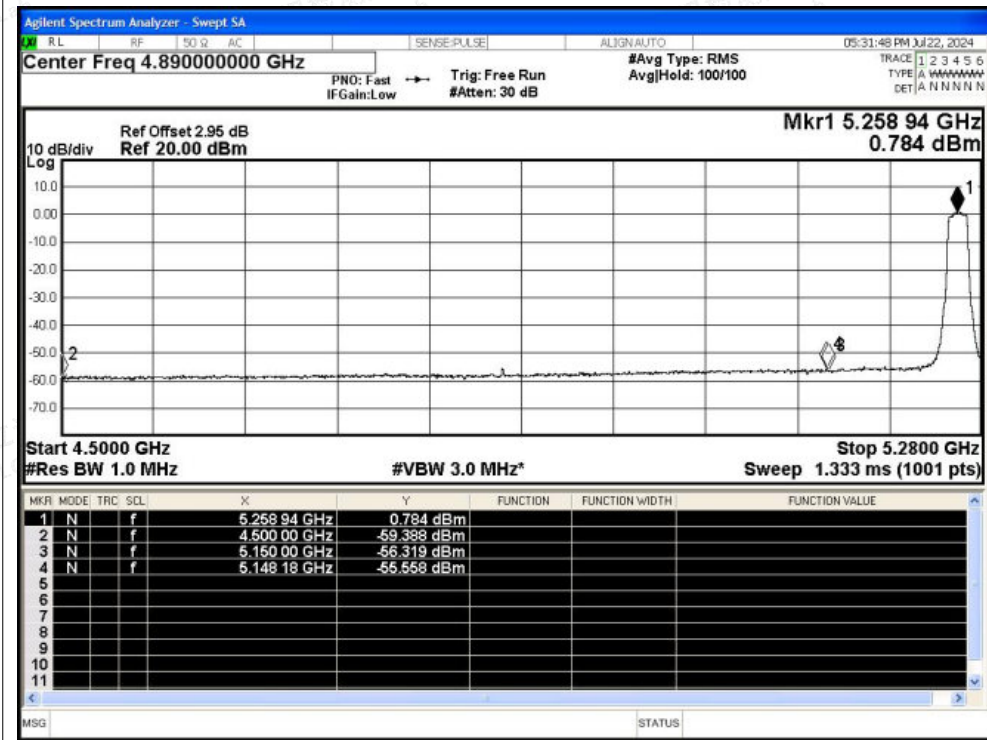 Agilent Spectrum Analyzer - Swept SA
RL RF 50 Ω AC SENSE:PULSE ALIGNAUTO 05:31:48 PM Jul 22, 2024
Center Freq 4.890000000 GHz
PNO: Fast Trig: Free Run
IFGain:Low #Atten: 30 dB
#Avg Type: RMS
Avg|Hold: 100/100
TRACE 1 2 3 4 5 6
TYPE A WWWWW
DET A N N N N N
Ref Offset 2.95 dB
10 dB/div Ref 20.00 dBm
Log
Mkr1 5.258 94 GHz
0.784 dBm
10.0
0.00
-10.0
-20.0
-30.0
-40.0
-50.0
-60.0
-70.0
1
2
Start 4.5000 GHz Stop 5.2800 GHz
#Res BW 1.0 MHz #VBW 3.0 MHz* Sweep 1.333 ms (1001 pts)
MKR MODE TRC SCL X Y FUNCTION FUNCTION WIDTH FUNCTION VALUE
1 N f 5.258 94 GHz 0.784 dBm
2 N f 4.500 00 GHz -59.388 dBm
3 N f 5.150 00 GHz -56.319 dBm
4 N f 5.148 18 GHz -55.558 dBm
5
6
7
8
9
10
11
MSG STATUS